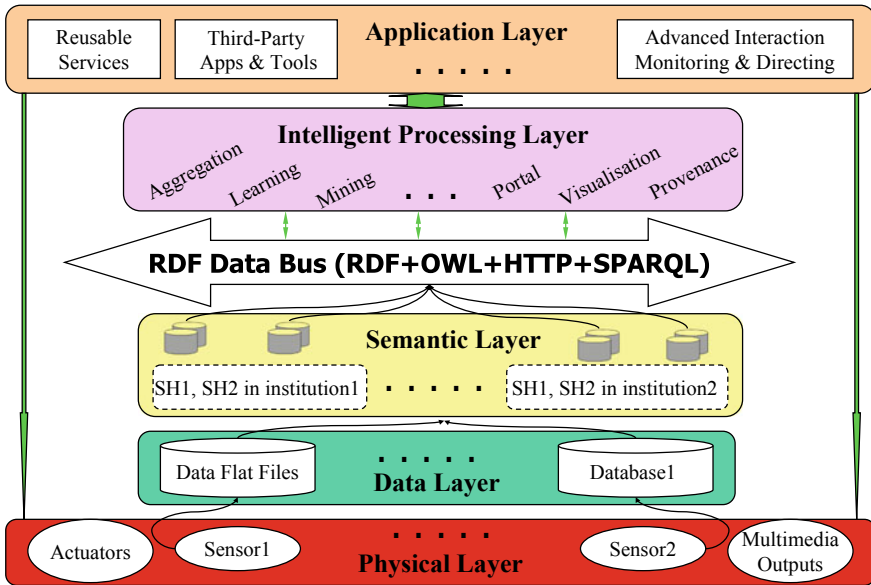 Application Layer
Reusable
Services
Third-Party
Apps & Tools
. . . . .
Advanced Interaction
Monitoring & Directing
Intelligent Processing Layer
Aggregation
Learning
Mining
. . .
Portal
Visualisation
Provenance
RDF Data Bus (RDF+OWL+HTTP+SPARQL)
Semantic Layer
SH1, SH2 in institution1
. . . . .
SH1, SH2 in institution2
Data Flat Files
. . . . .
Database1
Data Layer
Actuators
Sensor1
. . . . .
Sensor2
Multimedia
Outputs
Physical Layer